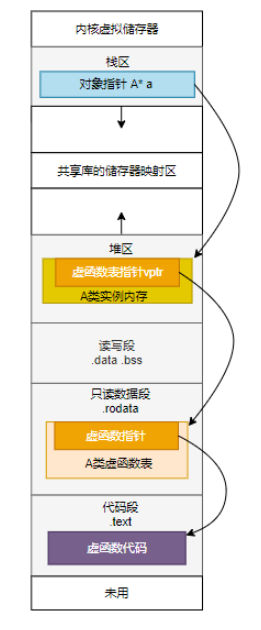 内核虚拟储存器
栈区
对象指针 A* a
共享库的储存器映射区
堆区
虚函数表指针vptr
A类实例内存
读写段
.data .bss
只读数据段
.rodata
虚函数指针
A类虚函数表
代码段
.text
虚函数代码
未用